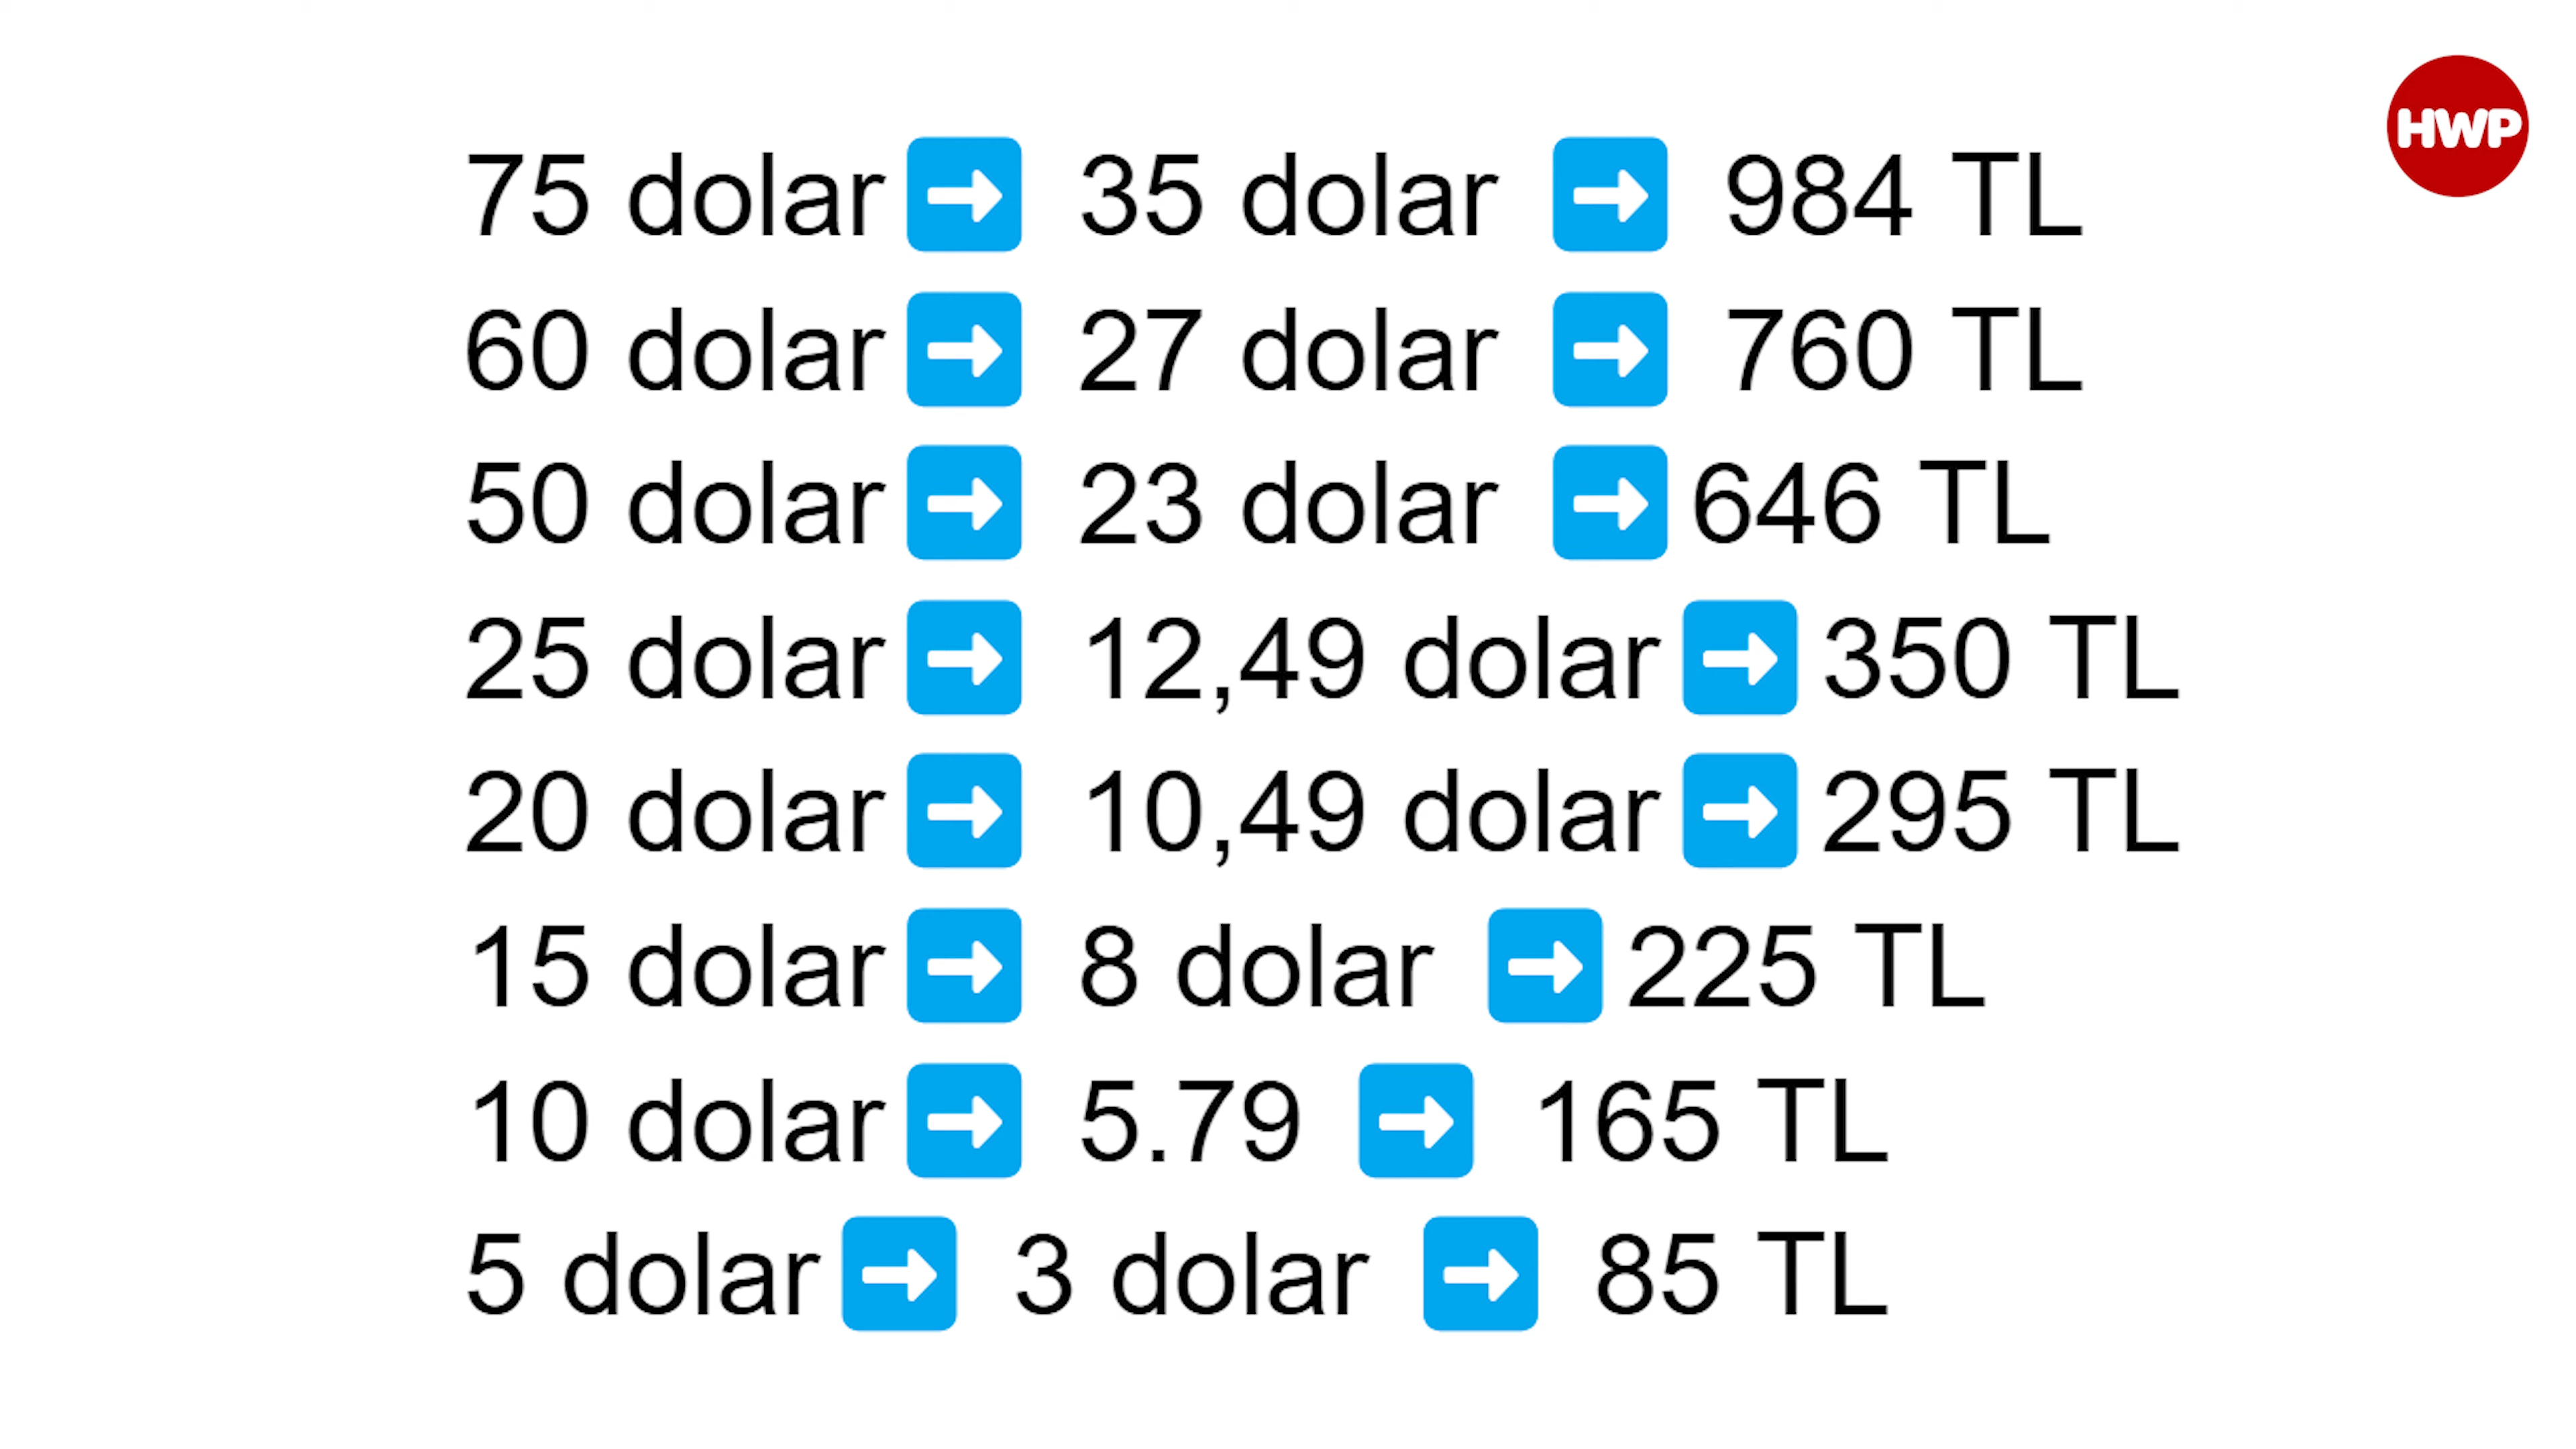 HWP
75 dolar ➡ 35 dolar ➡ 984 TL
60 dolar ➡ 27 dolar ➡ 760 TL
50 dolar ➡ 23 dolar ➡ 646 TL
25 dolar ➡ 12,49 dolar ➡ 350 TL
20 dolar ➡ 10,49 dolar ➡ 295 TL
15 dolar ➡ 8 dolar ➡ 225 TL
10 dolar ➡ 5.79 ➡ 165 TL
5 dolar ➡ 3 dolar ➡ 85 TL